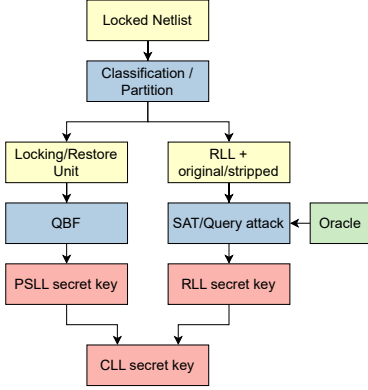 Locked Netlist
Classification /
Partition
Locking/Restore
Unit
RLL +
original/stripped
QBF
SAT/Query attack
Oracle
PSLL secret key
RLL secret key
CLL secret key